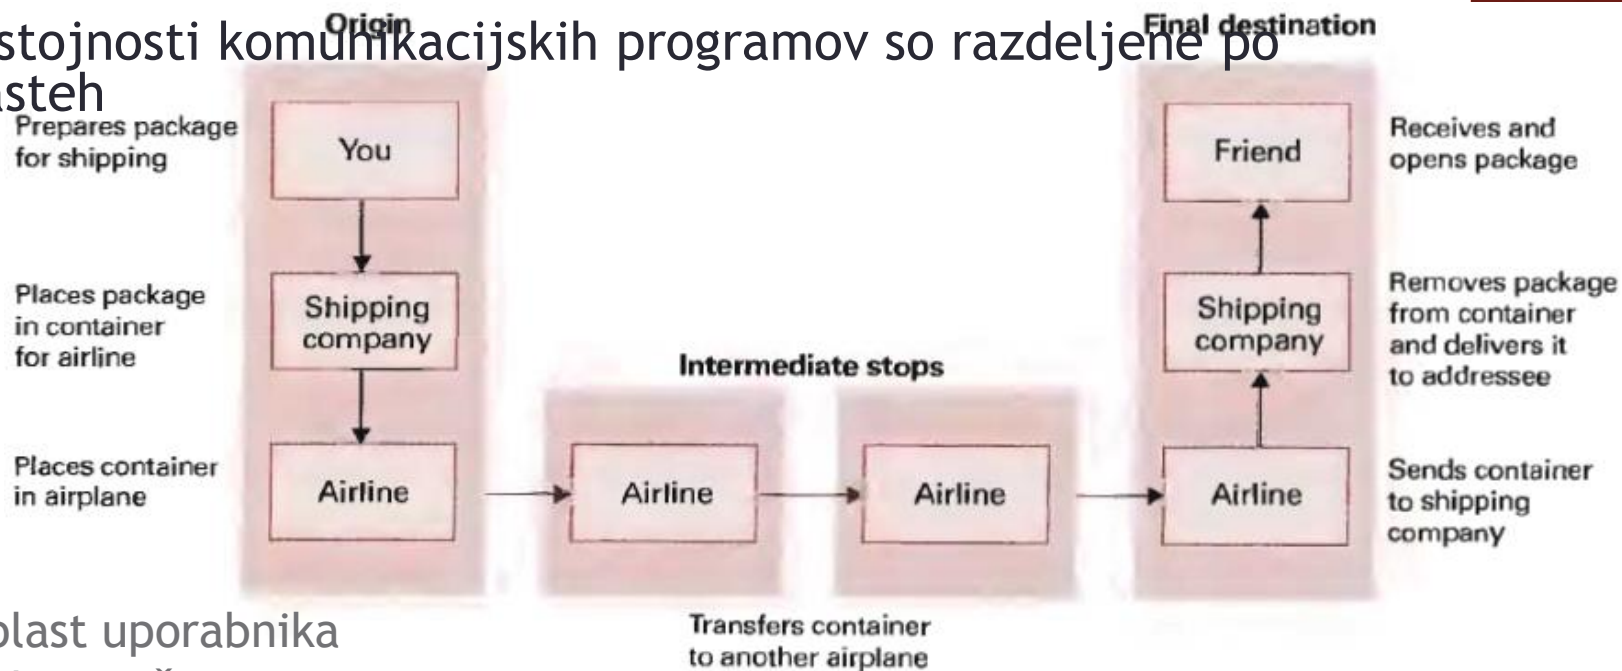 Origin
Final destination
stojnosti komunikacijskih programov so razdeljene po
asteh
Prepares package
for shipping
You
Friend
Receives and
opens package
Places package
in container
for airline
Shipping
company
Shipping
company
Removes package
from container
and delivers it
to addressee
Intermediate stops
Places container
in airplane
Airline
Airline
Airline
Airline
Sends container
to shipping
company
plast uporabnika
Transfers container
to another airplane